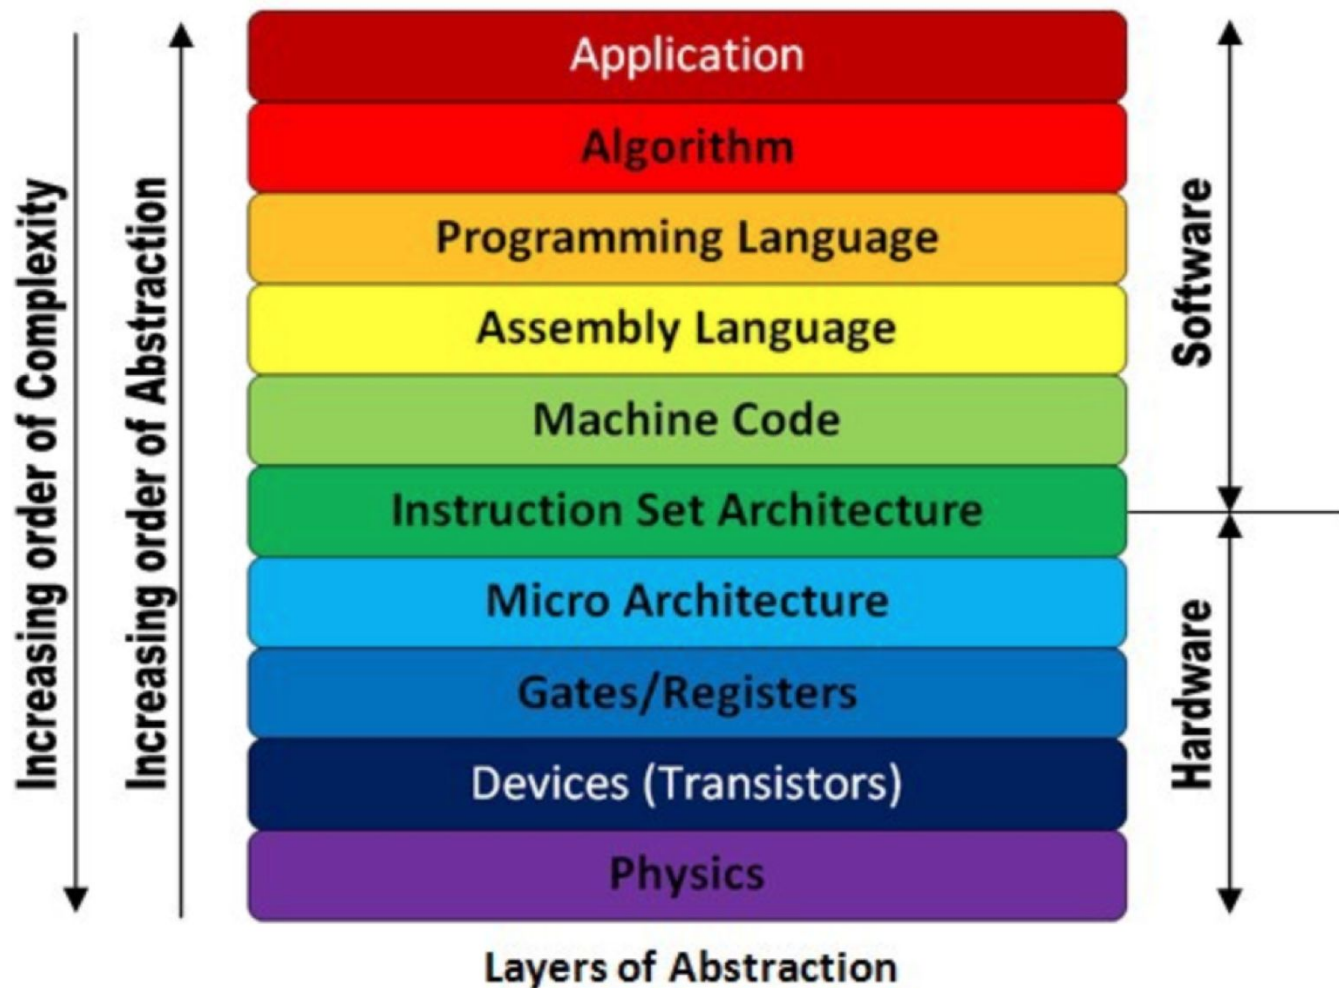 Increasing order of Complexity
Increasing order of Abstraction
Application
Algorithm
Programming Language
Assembly Language
Machine Code
Instruction Set Architecture
Micro Architecture
Gates/Registers
Devices (Transistors)
Physics
Software
Hardware
Layers of Abstraction